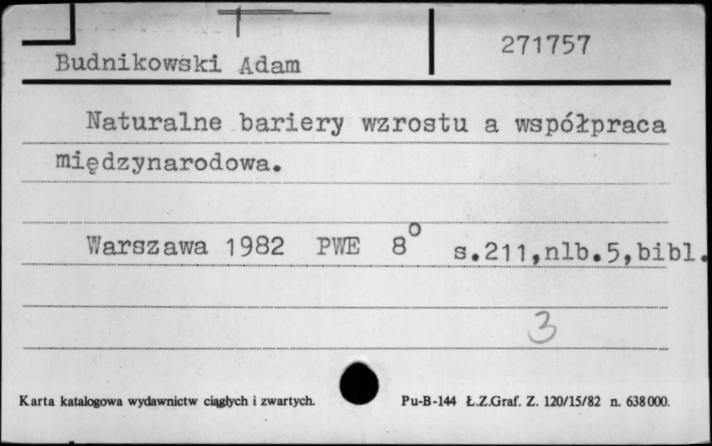 271757
Budnikowski Adam
Naturalne bariery wzrostu a współpraca
międzynarodowa.
Warszawa 1982 PWE 8° s.211,nlb.5,bibl.
3
Karta katalogowa wydawnictw ciągłych i zwartych. Pu-B-144 Ł.Z.Graf. Z. 120/15/82 n. 638000.